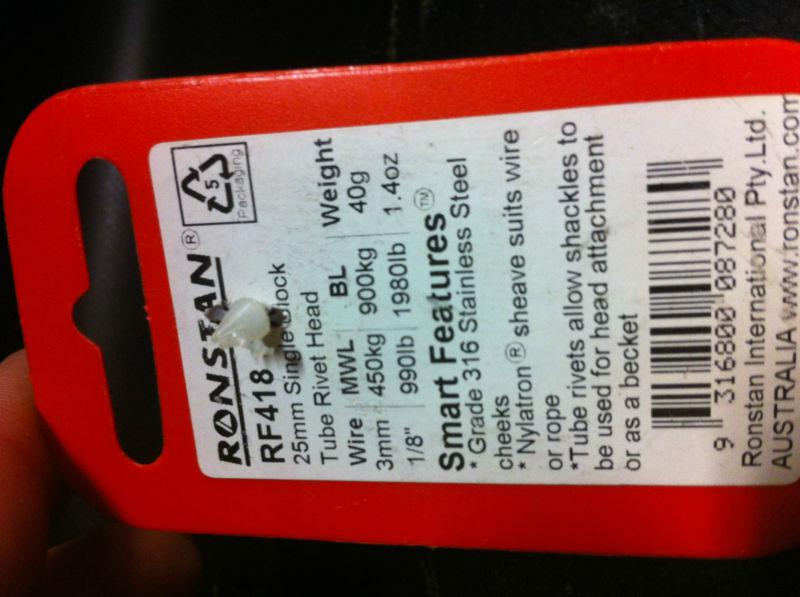 RONSTAN®
5
Packaging
RF418
25mm Single Block
Tube Rivet Head
Wire MWL BL Weight
3mm 450kg 900kg 40g
1/8" 990lb 1980lb 1.4oz
Smart Features™
* Grade 316 Stainless Steel
cheeks
* Nylatron® sheave suits wire
or rope
*Tube rivets allow shackles to
be used for head attachment
or as a becket
9 316800 087280
Ronstan International Pty.Ltd.
AUSTRALIA www.ronstan.com